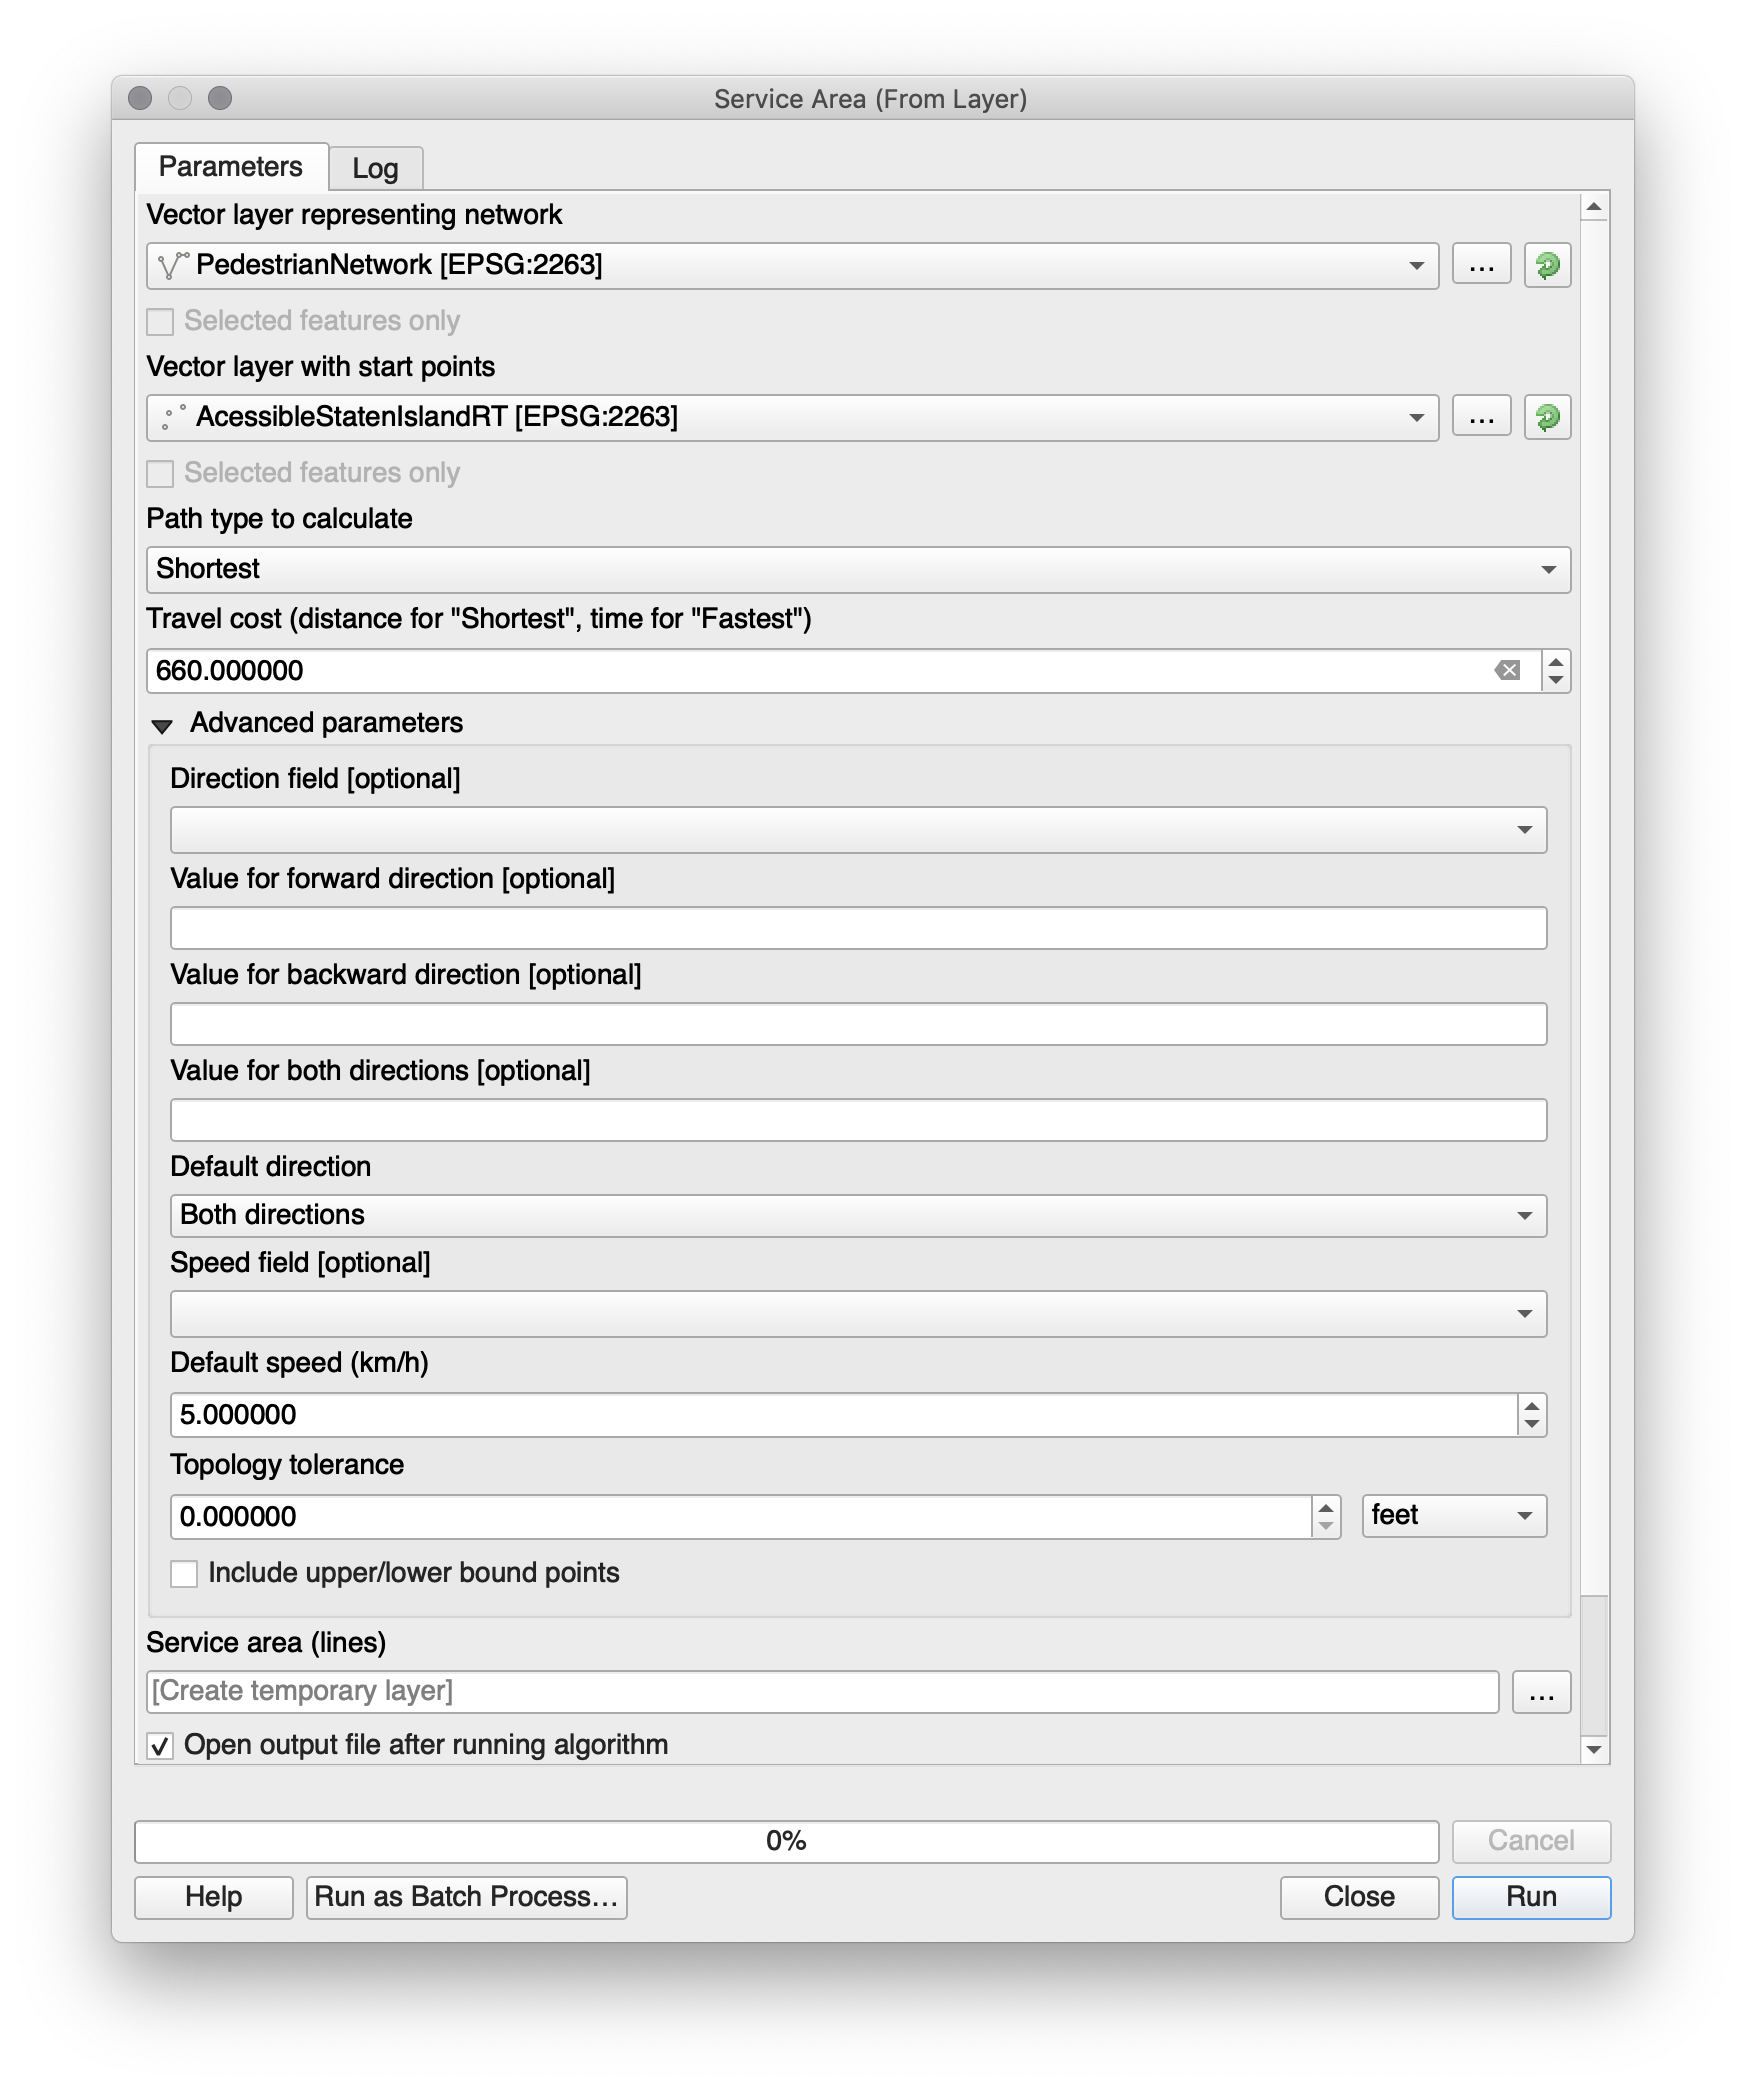 Service Area (From Layer)
Parameters
Log
Vector layer representing network
PedestrianNetwork [EPSG:2263]
...
Selected features only
Vector layer with start points
AcessibleStatenIslandRT [EPSG:2263]
...
Selected features only
Path type to calculate
Shortest
Travel cost (distance for "Shortest", time for "Fastest")
660.000000
Advanced parameters
Direction field [optional]
Value for forward direction [optional]
Value for backward direction [optional]
Value for both directions [optional]
Default direction
Both directions
Speed field [optional]
Default speed (km/h)
5.000000
Topology tolerance
0.000000
feet
Include upper/lower bound points
Service area (lines)
[Create temporary layer]
...
Open output file after running algorithm
0%
Cancel
Help
Run as Batch Process...
Close
Run